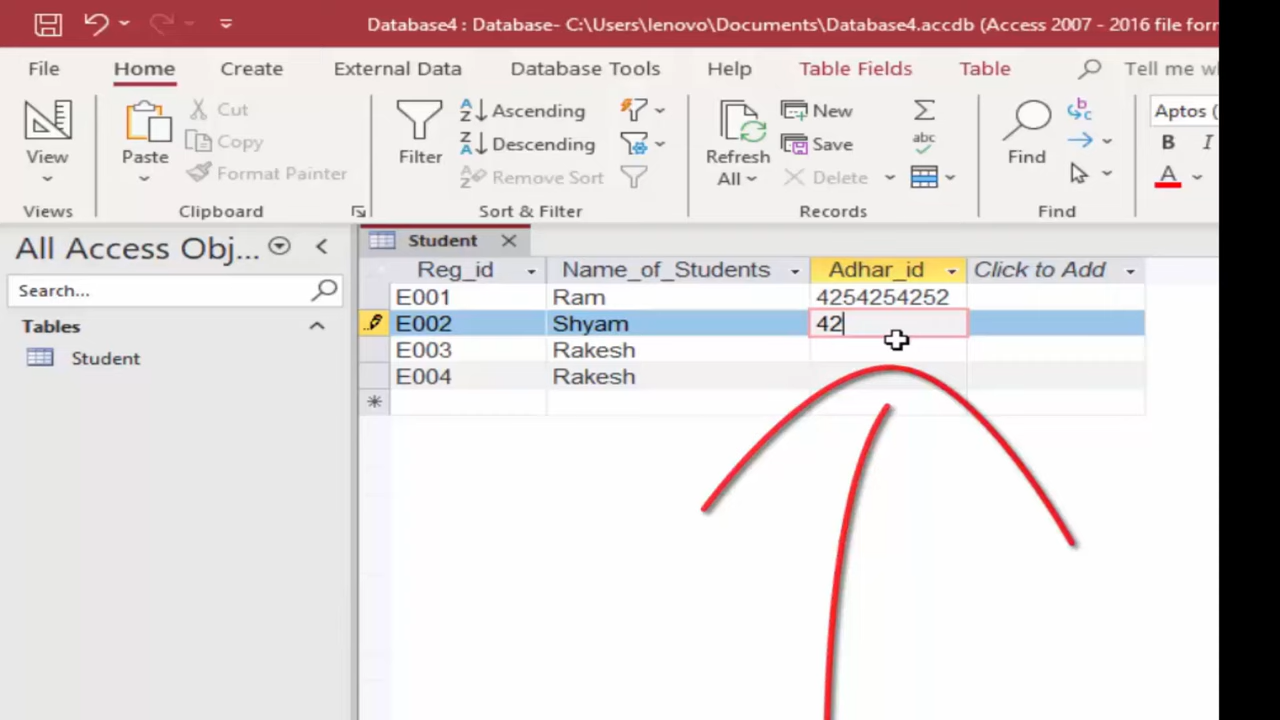 Database4 : Database- C:\Users\lenovo\Documents\Database4.accdb (Access 2007 - 2016 file for
File Home Create External Data Database Tools Help Table Fields Table Tell me
View
Paste
Cut
Copy
Format Painter
Filter
Ascending
Descending
Remove Sort
Refresh All
New
Save
Delete
Find
Aptos (
B I
A
Views Clipboard Sort & Filter Records Find
All Access Obj...
Search...
Tables
Student
Student
Reg_id Name_of_Students Adhar_id Click to Add
E001 Ram 4254254252
E002 Shyam 42
E003 Rakesh
E004 Rakesh